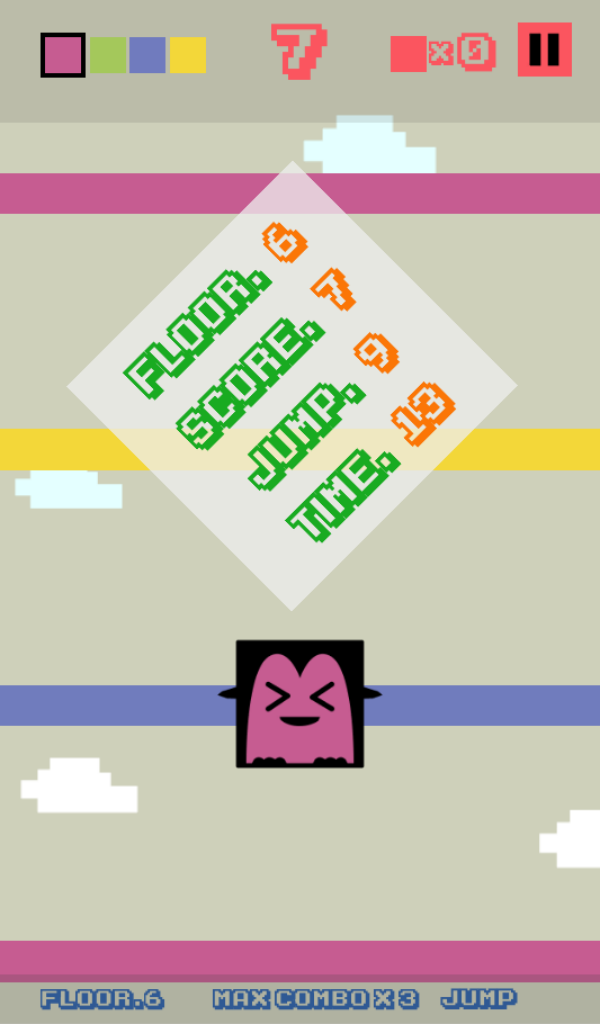 7 x0
FLOOR. 6
SCORE. 7
JUMP. 9
TIME. 13
FLOOR.6 MAX COMBO X 3 JUMP